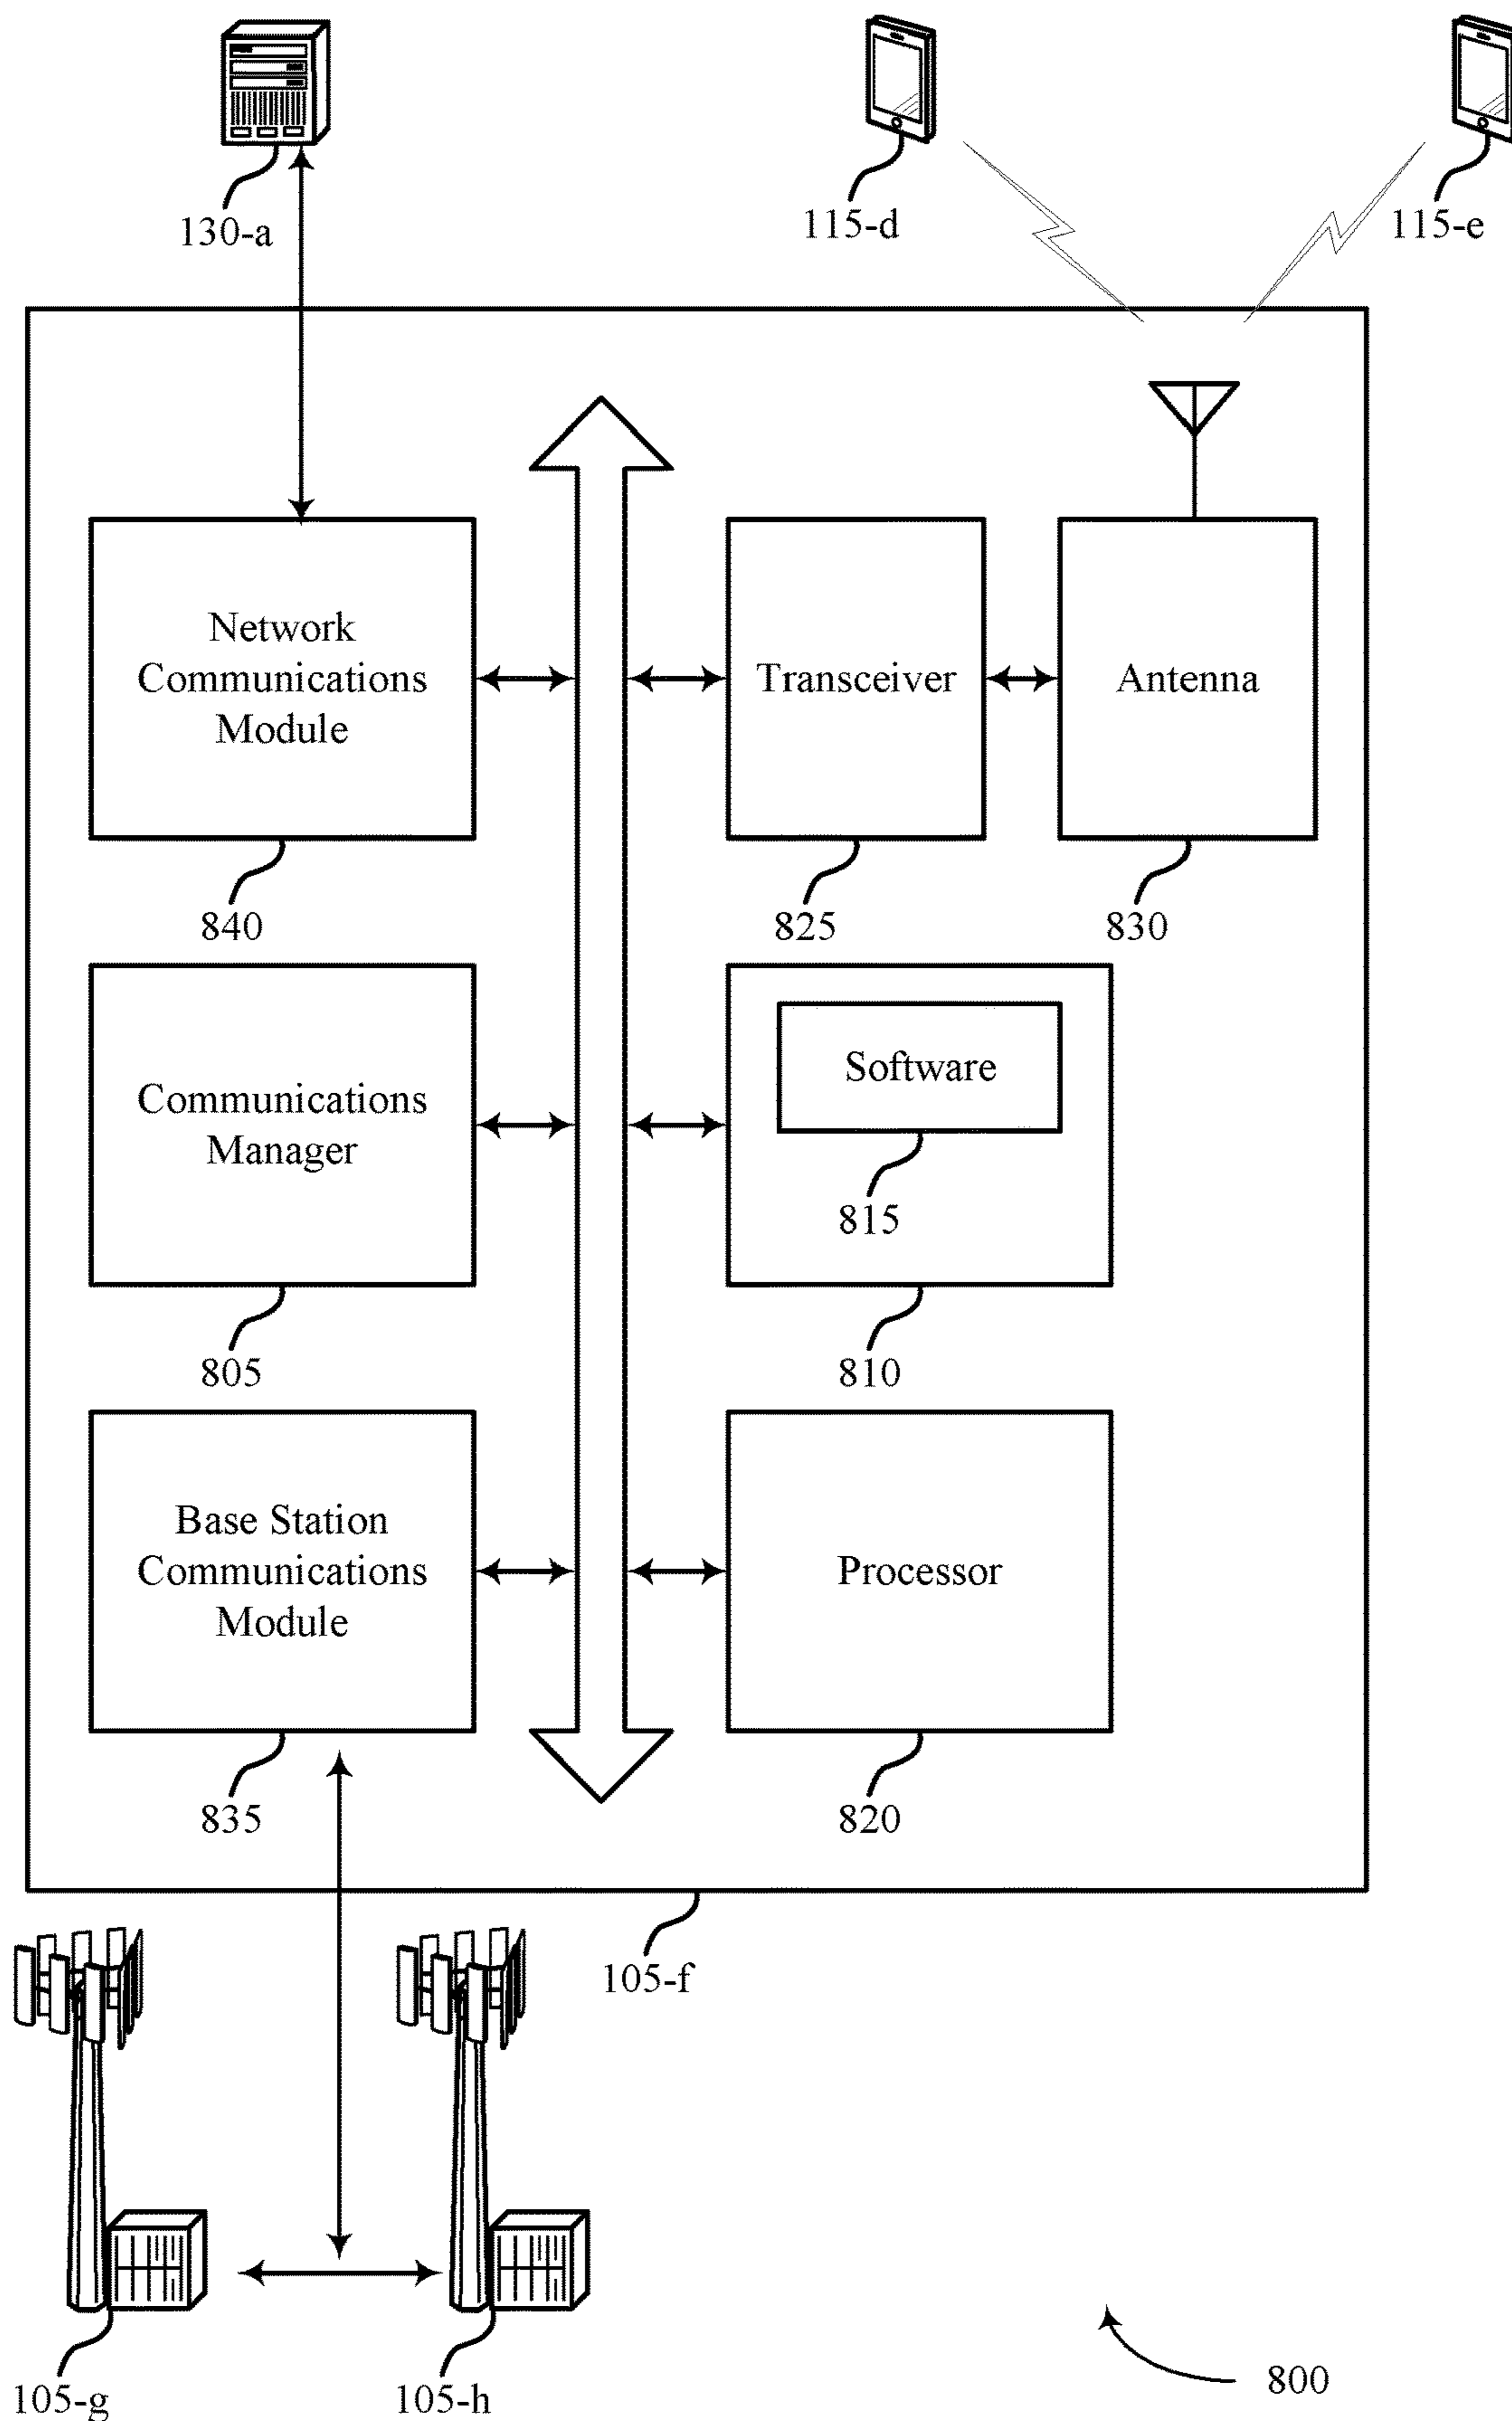 130-a
115-d
115-e
Network
Communications
Module
Transceiver
Antenna
840
825
830
Communications
Manager
Software
815
805
810
Base Station
Communications
Module
Processor
835
820
105-f
105-g
105-h
800